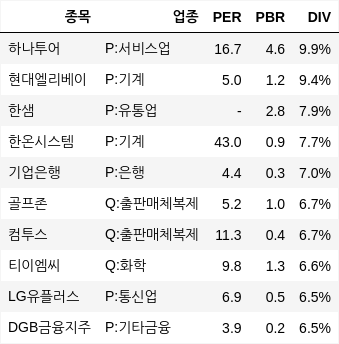 종목 업종 PER PBR DIV
하나투어 P:서비스업 16.7 4.6 9.9%
현대엘리베이 P:기계 5.0 1.2 9.4%
한샘 P:유통업 - 2.8 7.9%
한온시스템 P:기계 43.0 0.9 7.7%
기업은행 P:은행 4.4 0.3 7.0%
골프존 Q:출판매체복제 5.2 1.0 6.7%
컴투스 Q:출판매체복제 11.3 0.4 6.7%
티이엠씨 Q:화학 9.8 1.3 6.6%
LG유플러스 P:통신업 6.9 0.5 6.5%
DGB금융지주 P:기타금융 3.9 0.2 6.5%